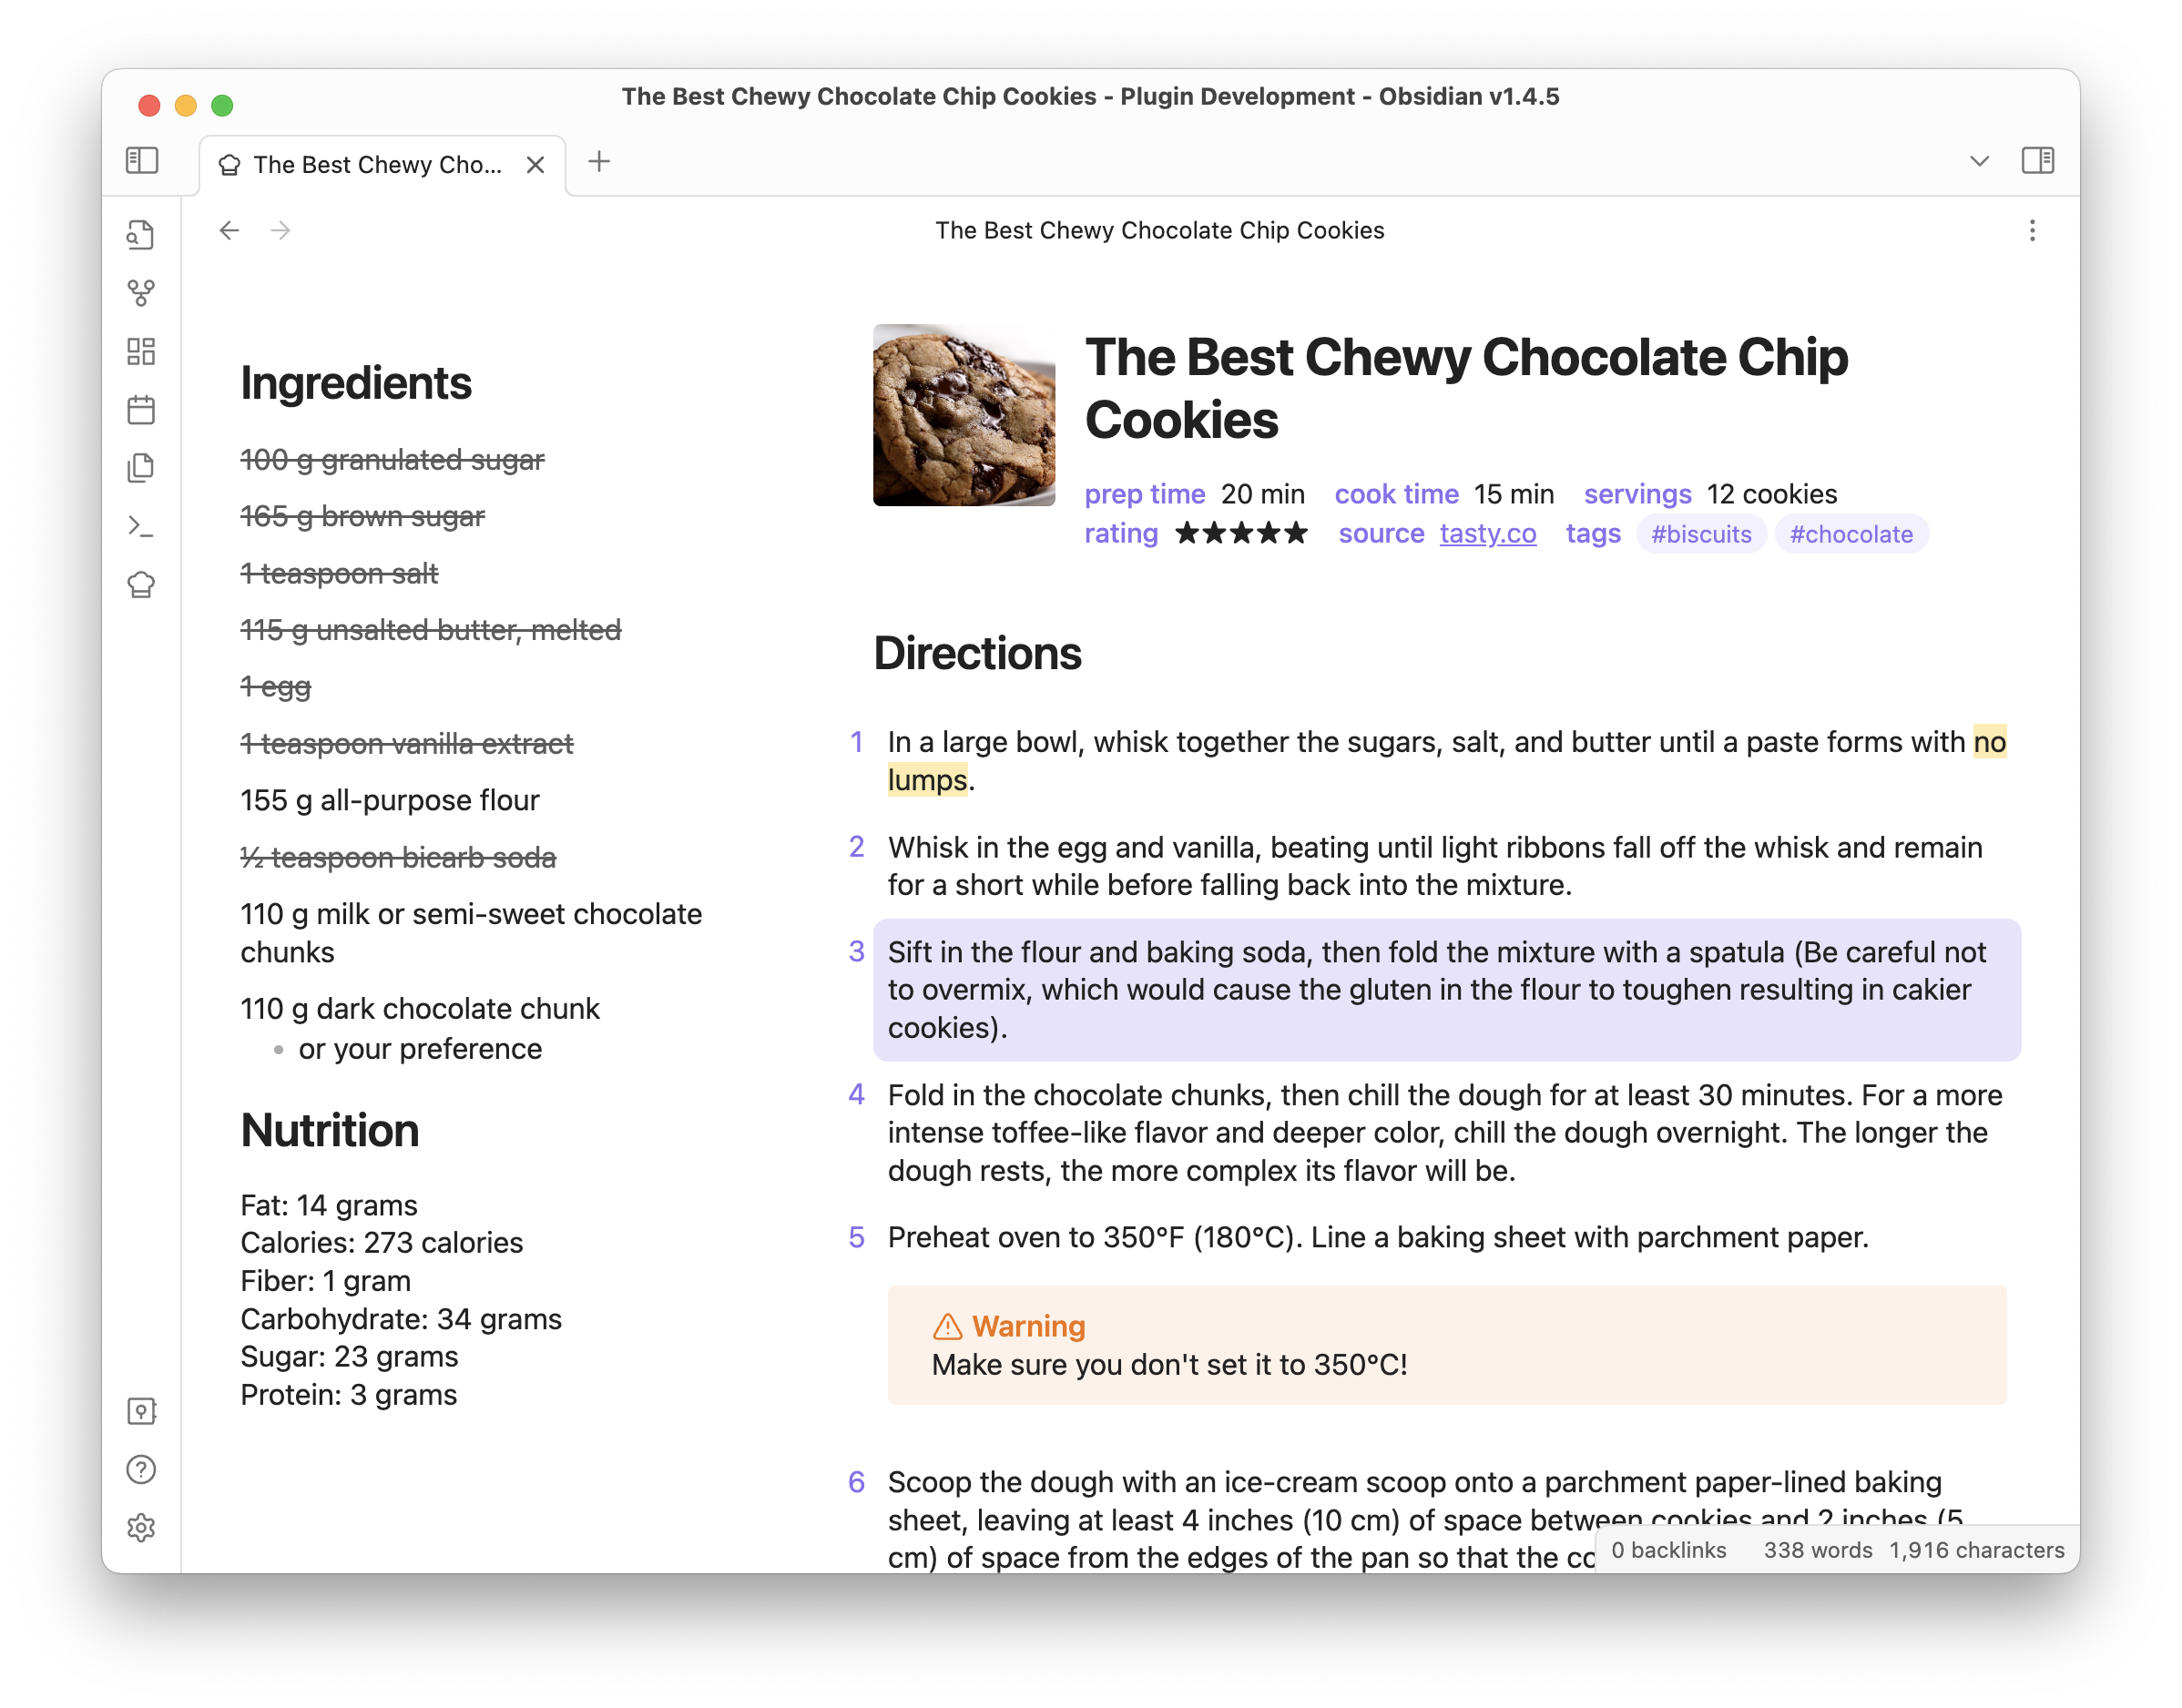 The Best Chewy Chocolate Chip Cookies - Plugin Development - Obsidian v1.4.5
The Best Chewy Cho...
The Best Chewy Chocolate Chip Cookies
Ingredients
100 g granulated sugar
165 g brown sugar
1 teaspoon salt
115 g unsalted butter, melted
1 egg
1 teaspoon vanilla extract
155 g all-purpose flour
½ teaspoon bicarb soda
110 g milk or semi-sweet chocolate
chunks
110 g dark chocolate chunk
• or your preference
Nutrition
Fat: 14 grams
Calories: 273 calories
Fiber: 1 gram
Carbohydrate: 34 grams
Sugar: 23 grams
Protein: 3 grams
The Best Chewy Chocolate Chip
Cookies
prep time 20 min cook time 15 min servings 12 cookies
rating ★★★★★ source tasty.co tags #biscuits #chocolate
Directions
1 In a large bowl, whisk together the sugars, salt, and butter until a paste forms with no
lumps.
2 Whisk in the egg and vanilla, beating until light ribbons fall off the whisk and remain
for a short while before falling back into the mixture.
3 Sift in the flour and baking soda, then fold the mixture with a spatula (Be careful not
to overmix, which would cause the gluten in the flour to toughen resulting in cakier
cookies).
4 Fold in the chocolate chunks, then chill the dough for at least 30 minutes. For a more
intense toffee-like flavor and deeper color, chill the dough overnight. The longer the
dough rests, the more complex its flavor will be.
5 Preheat oven to 350°F (180°C). Line a baking sheet with parchment paper.
Warning
Make sure you don't set it to 350°C!
6 Scoop the dough with an ice-cream scoop onto a parchment paper-lined baking
sheet, leaving at least 4 inches (10 cm) of space between cookies and 2 inches (5
cm) of space from the edges of the pan so that the
0 backlinks 338 words 1,916 characters